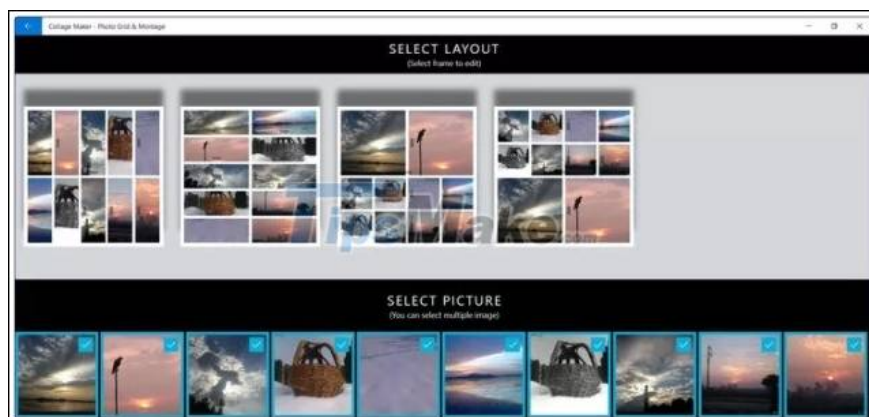 Collage Maker - Photo Grid & Montage
SELECT LAYOUT
(Select frame to edit)
TipsMake.com
SELECT PICTURE
(You can select multiple image)